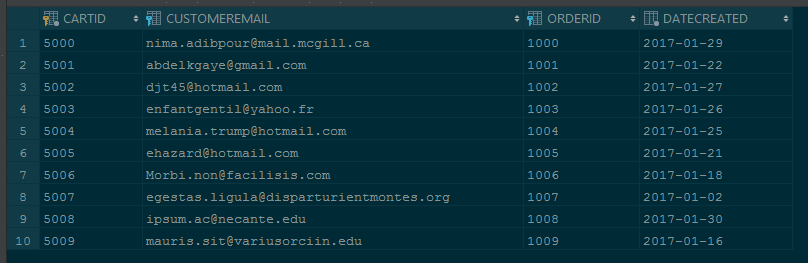 CARTID CUSTOMEREMAIL ORDERID DATECREATED
1 5000 nima.adibpour@mail.mcgill.ca 1000 2017-01-29
2 5001 abdelkgaye@gmail.com 1001 2017-01-22
3 5002 djt45@hotmail.com 1002 2017-01-27
4 5003 enfantgentil@yahoo.fr 1003 2017-01-26
5 5004 melania.trump@hotmail.com 1004 2017-01-25
6 5005 ehazard@hotmail.com 1005 2017-01-21
7 5006 Morbi.non@facilisis.com 1006 2017-01-18
8 5007 egestas.ligula@disparturientmontes.org 1007 2017-01-02
9 5008 ipsum.ac@necante.edu 1008 2017-01-30
10 5009 mauris.sit@variusorciin.edu 1009 2017-01-16